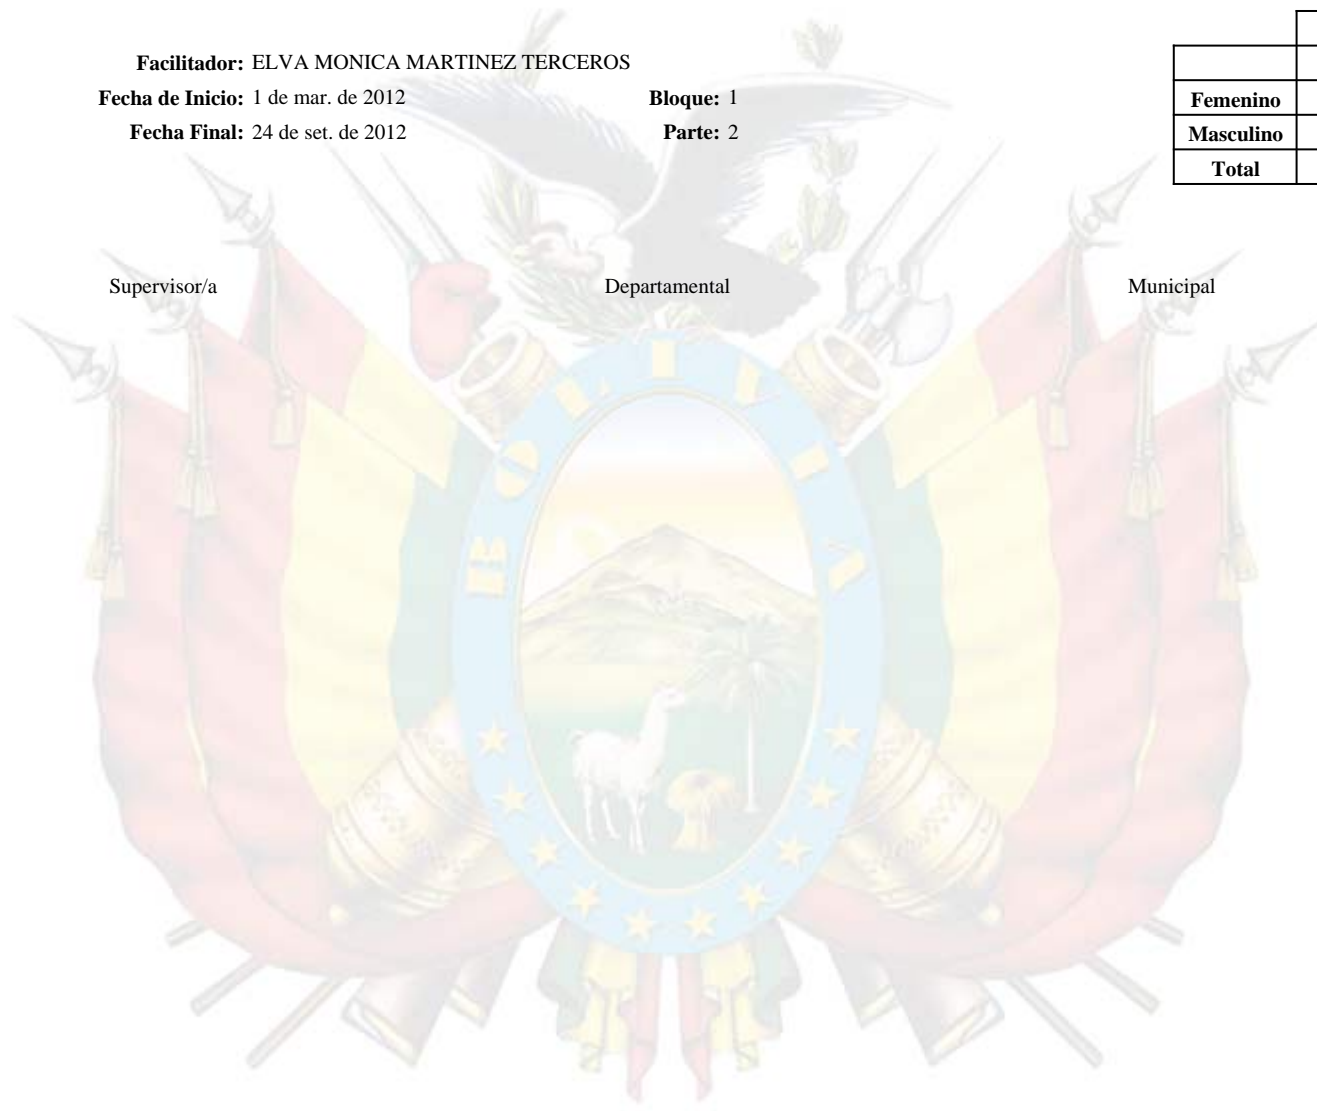 Facilitador: ELVA MONICA MARTINEZ TERCEROS
Fecha de Inicio: 1 de mar. de 2012 Bloque: 1
Fecha Final: 24 de set. de 2012 Parte: 2
Femenino
Masculino
Total
Supervisor/a Departamental Municipal
BOLIVIA